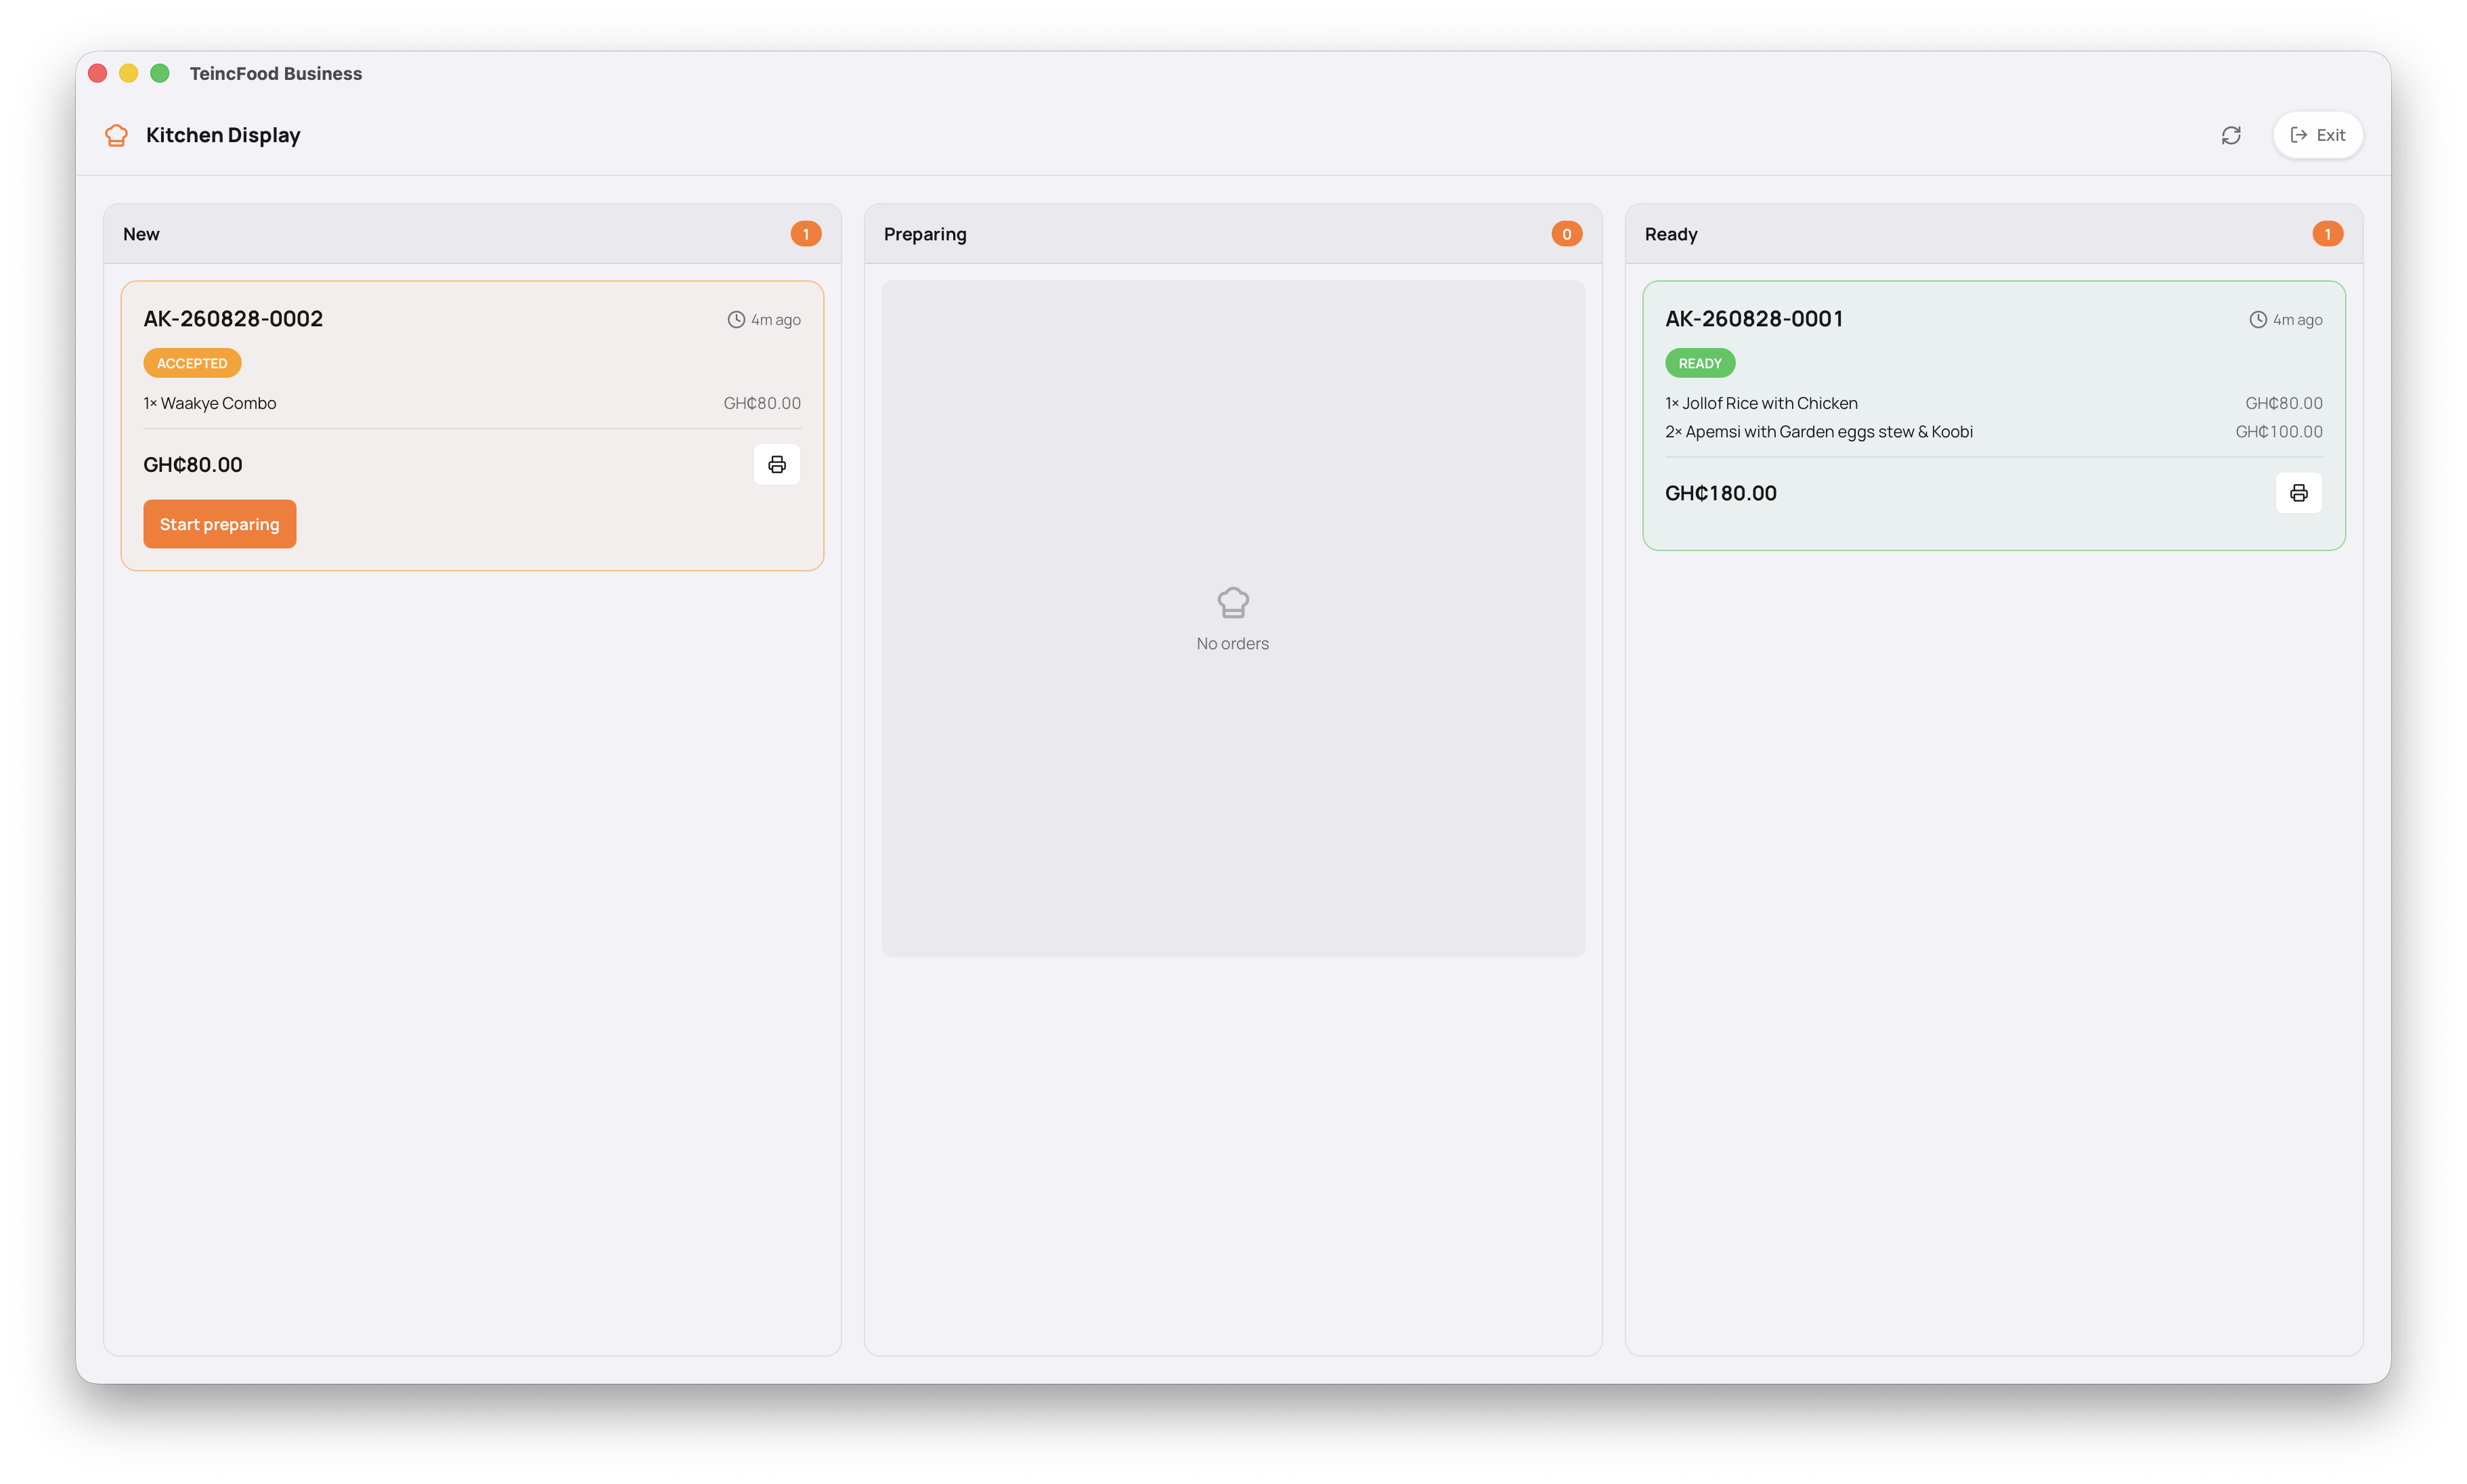 TeincFood Business
Kitchen Display
Exit
New
1
AK-260828-0002
4m ago
ACCEPTED
1× Waakye Combo
GH₵80.00
GH₵80.00
Start preparing
Preparing
0
No orders
Ready
1
AK-260828-0001
4m ago
READY
1× Jollof Rice with Chicken
GH₵80.00
2× Apemsi with Garden eggs stew & Koobi
GH₵100.00
GH₵180.00